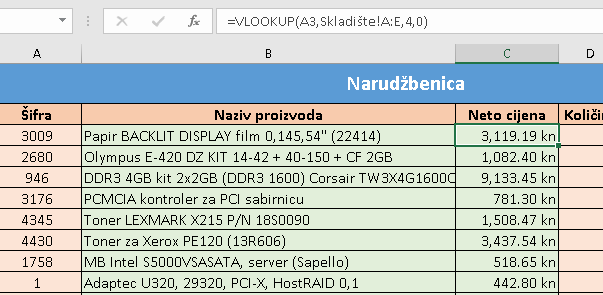 =VLOOKUP(A3,Skladište!A:E,4,0)
A B C D
Narudžbenica
Šifra Naziv proizvoda Neto cijena
3009 Papir BACKLIT DISPLAY film 0,145,54" (22414) 3,119.19 kn
2680 Olympus E-420 DZ KIT 14-42 + 40-150 + CF 2GB 1,082.40 kn
946 DDR3 4GB kit 2x2GB (DDR3 1600) Corsair TW3X4G1600C 9,133.45 kn
3176 PCMCIA kontroler za PCI sabirnicu 781.30 kn
4345 Toner LEXMARK X215 P/N 18S0090 1,508.47 kn
4430 Toner za Xerox PE120 (13R606) 3,437.54 kn
1758 MB Intel S5000VSASATA, server (Sapello) 518.65 kn
1 Adaptec U320, 29320, PCI-X, HostRAID 0,1 442.80 kn